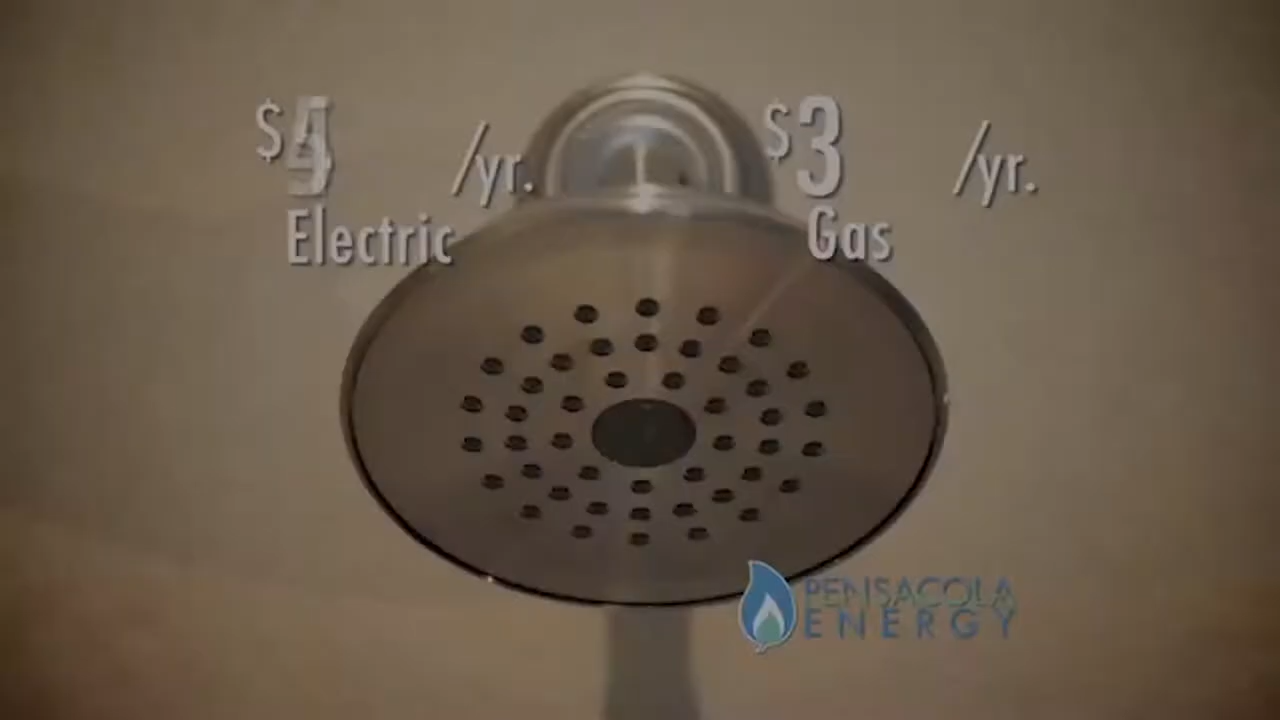 $ /yr. $3 /yr.
Electric Gas
PENSACOLA
ENERGY